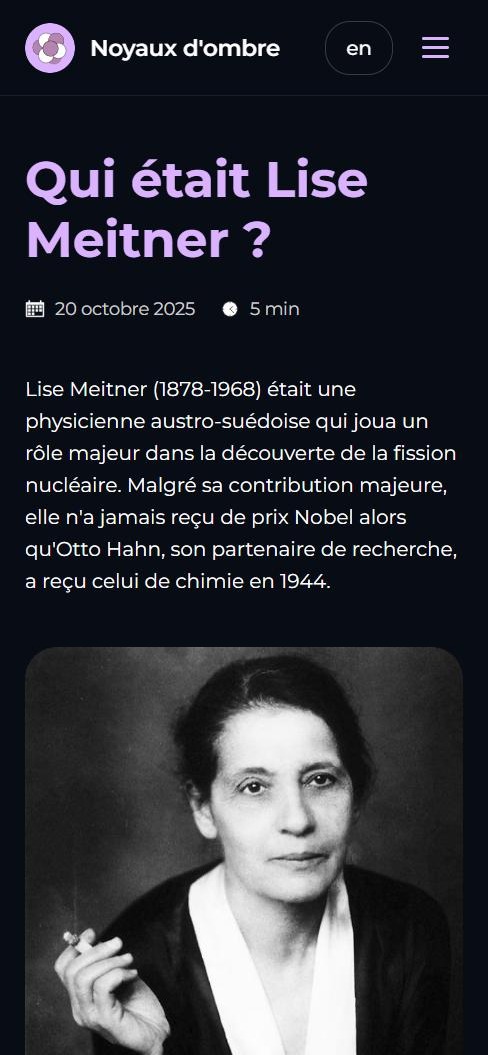 Noyaux d'ombre
en
Qui était Lise
Meitner ?
20 octobre 2025
5 min
Lise Meitner (1878-1968) était une
physicienne austro-suédoise qui joua un
rôle majeur dans la découverte de la fission
nucléaire. Malgré sa contribution majeure,
elle n'a jamais reçu de prix Nobel alors
qu'Otto Hahn, son partenaire de recherche,
a reçu celui de chimie en 1944.